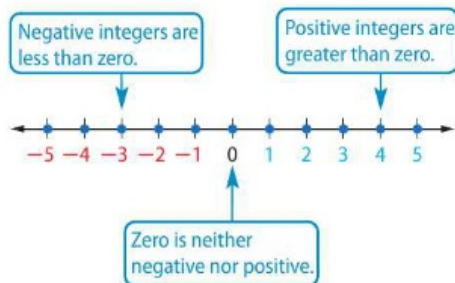 Negative integers are
less than zero.
Positive integers are
greater than zero.
−5 −4 −3 −2 −1 0 1 2 3 4 5
Zero is neither
negative nor positive.